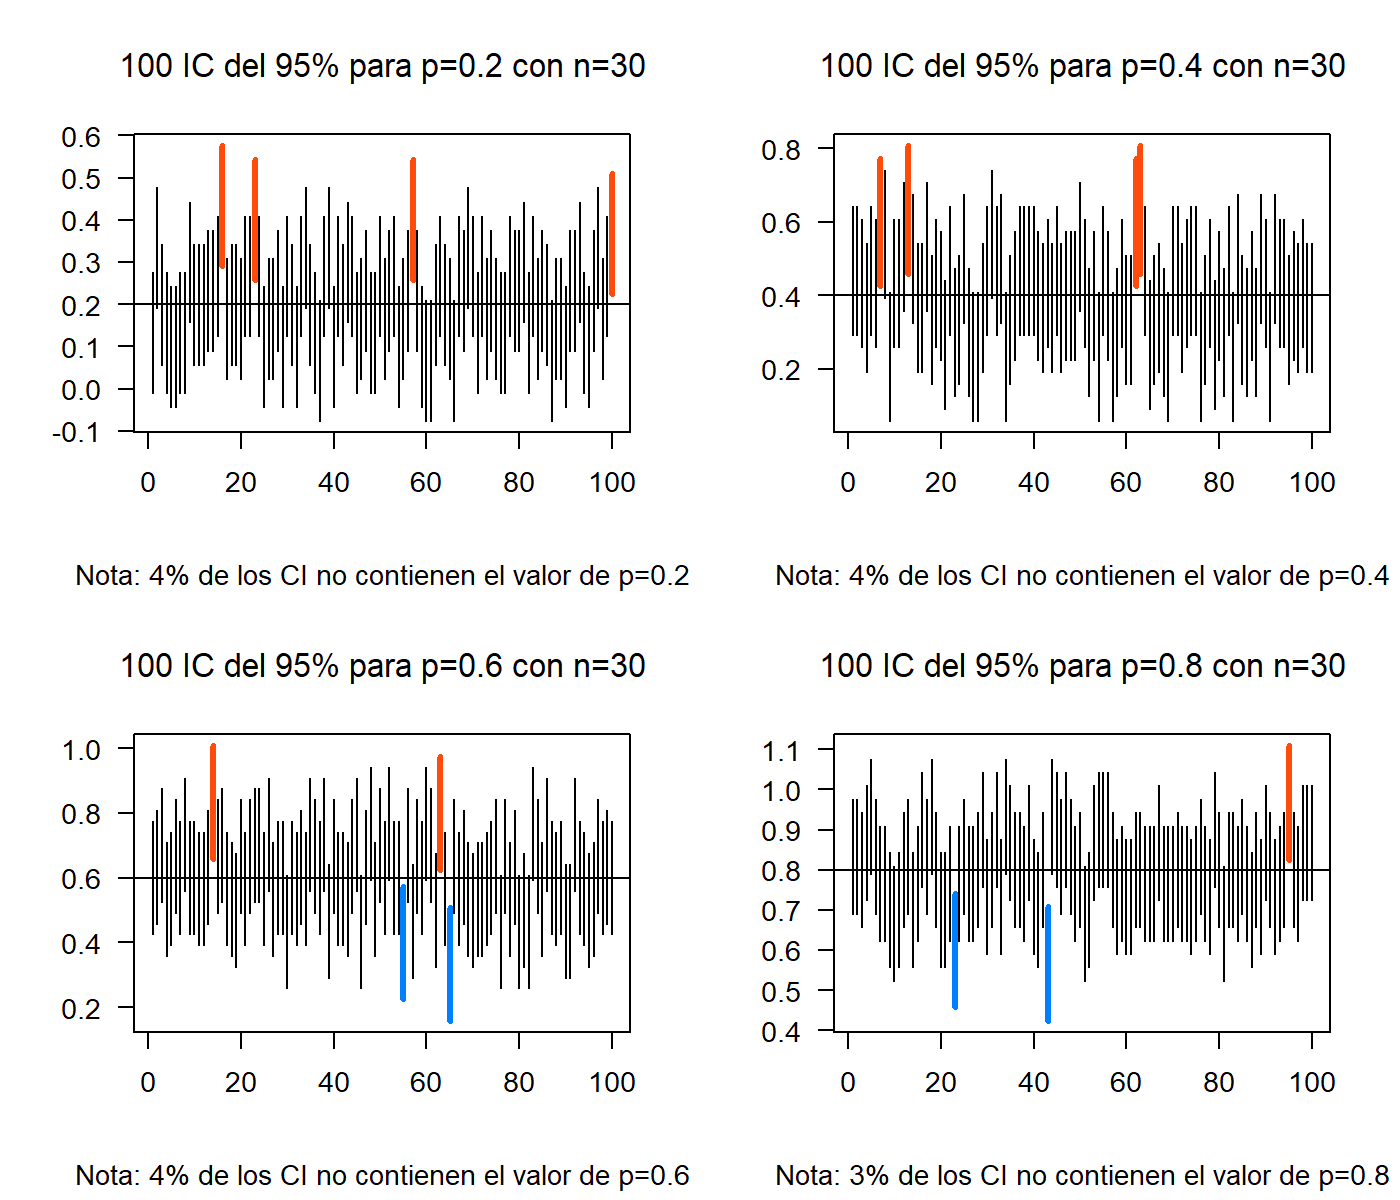 100 IC del 95% para p=0.2 con n=30
0.6
0.5
0.4
0.3
0.2
0.1
0.0
-0.1
0 20 40 60 80 100
Nota: 4% de los CI no contienen el valor de p=0.2
100 IC del 95% para p=0.4 con n=30
0.8
0.6
0.4
0.2
0 20 40 60 80 100
Nota: 4% de los CI no contienen el valor de p=0.4
100 IC del 95% para p=0.6 con n=30
1.0
0.8
0.6
0.4
0.2
0 20 40 60 80 100
Nota: 4% de los CI no contienen el valor de p=0.6
100 IC del 95% para p=0.8 con n=30
1.1
1.0
0.9
0.8
0.7
0.6
0.5
0.4
0 20 40 60 80 100
Nota: 3% de los CI no contienen el valor de p=0.8